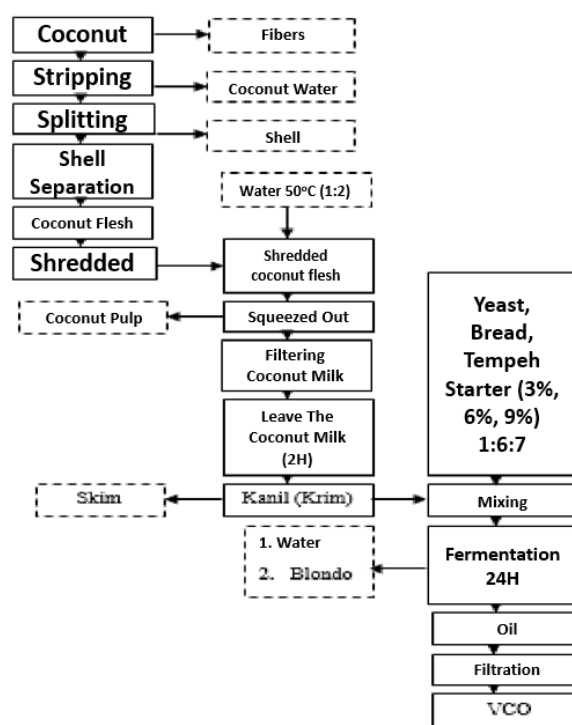 Coconut
Fibers
Stripping
Coconut Water
Splitting
Shell
Shell
Separation
Water 50°C (1:2)
Coconut Flesh
Shredded
Shredded
coconut flesh
Coconut Pulp
Squeezed Out
Filtering
Coconut Milk
Leave The
Coconut Milk
(2H)
Yeast,
Bread,
Tempeh
Starter (3%,
6%, 9%)
1:6:7
Skim
Kanil (Krim)
Mixing
1. Water
2. Blondo
Fermentation
24H
Oil
Filtration
VCO